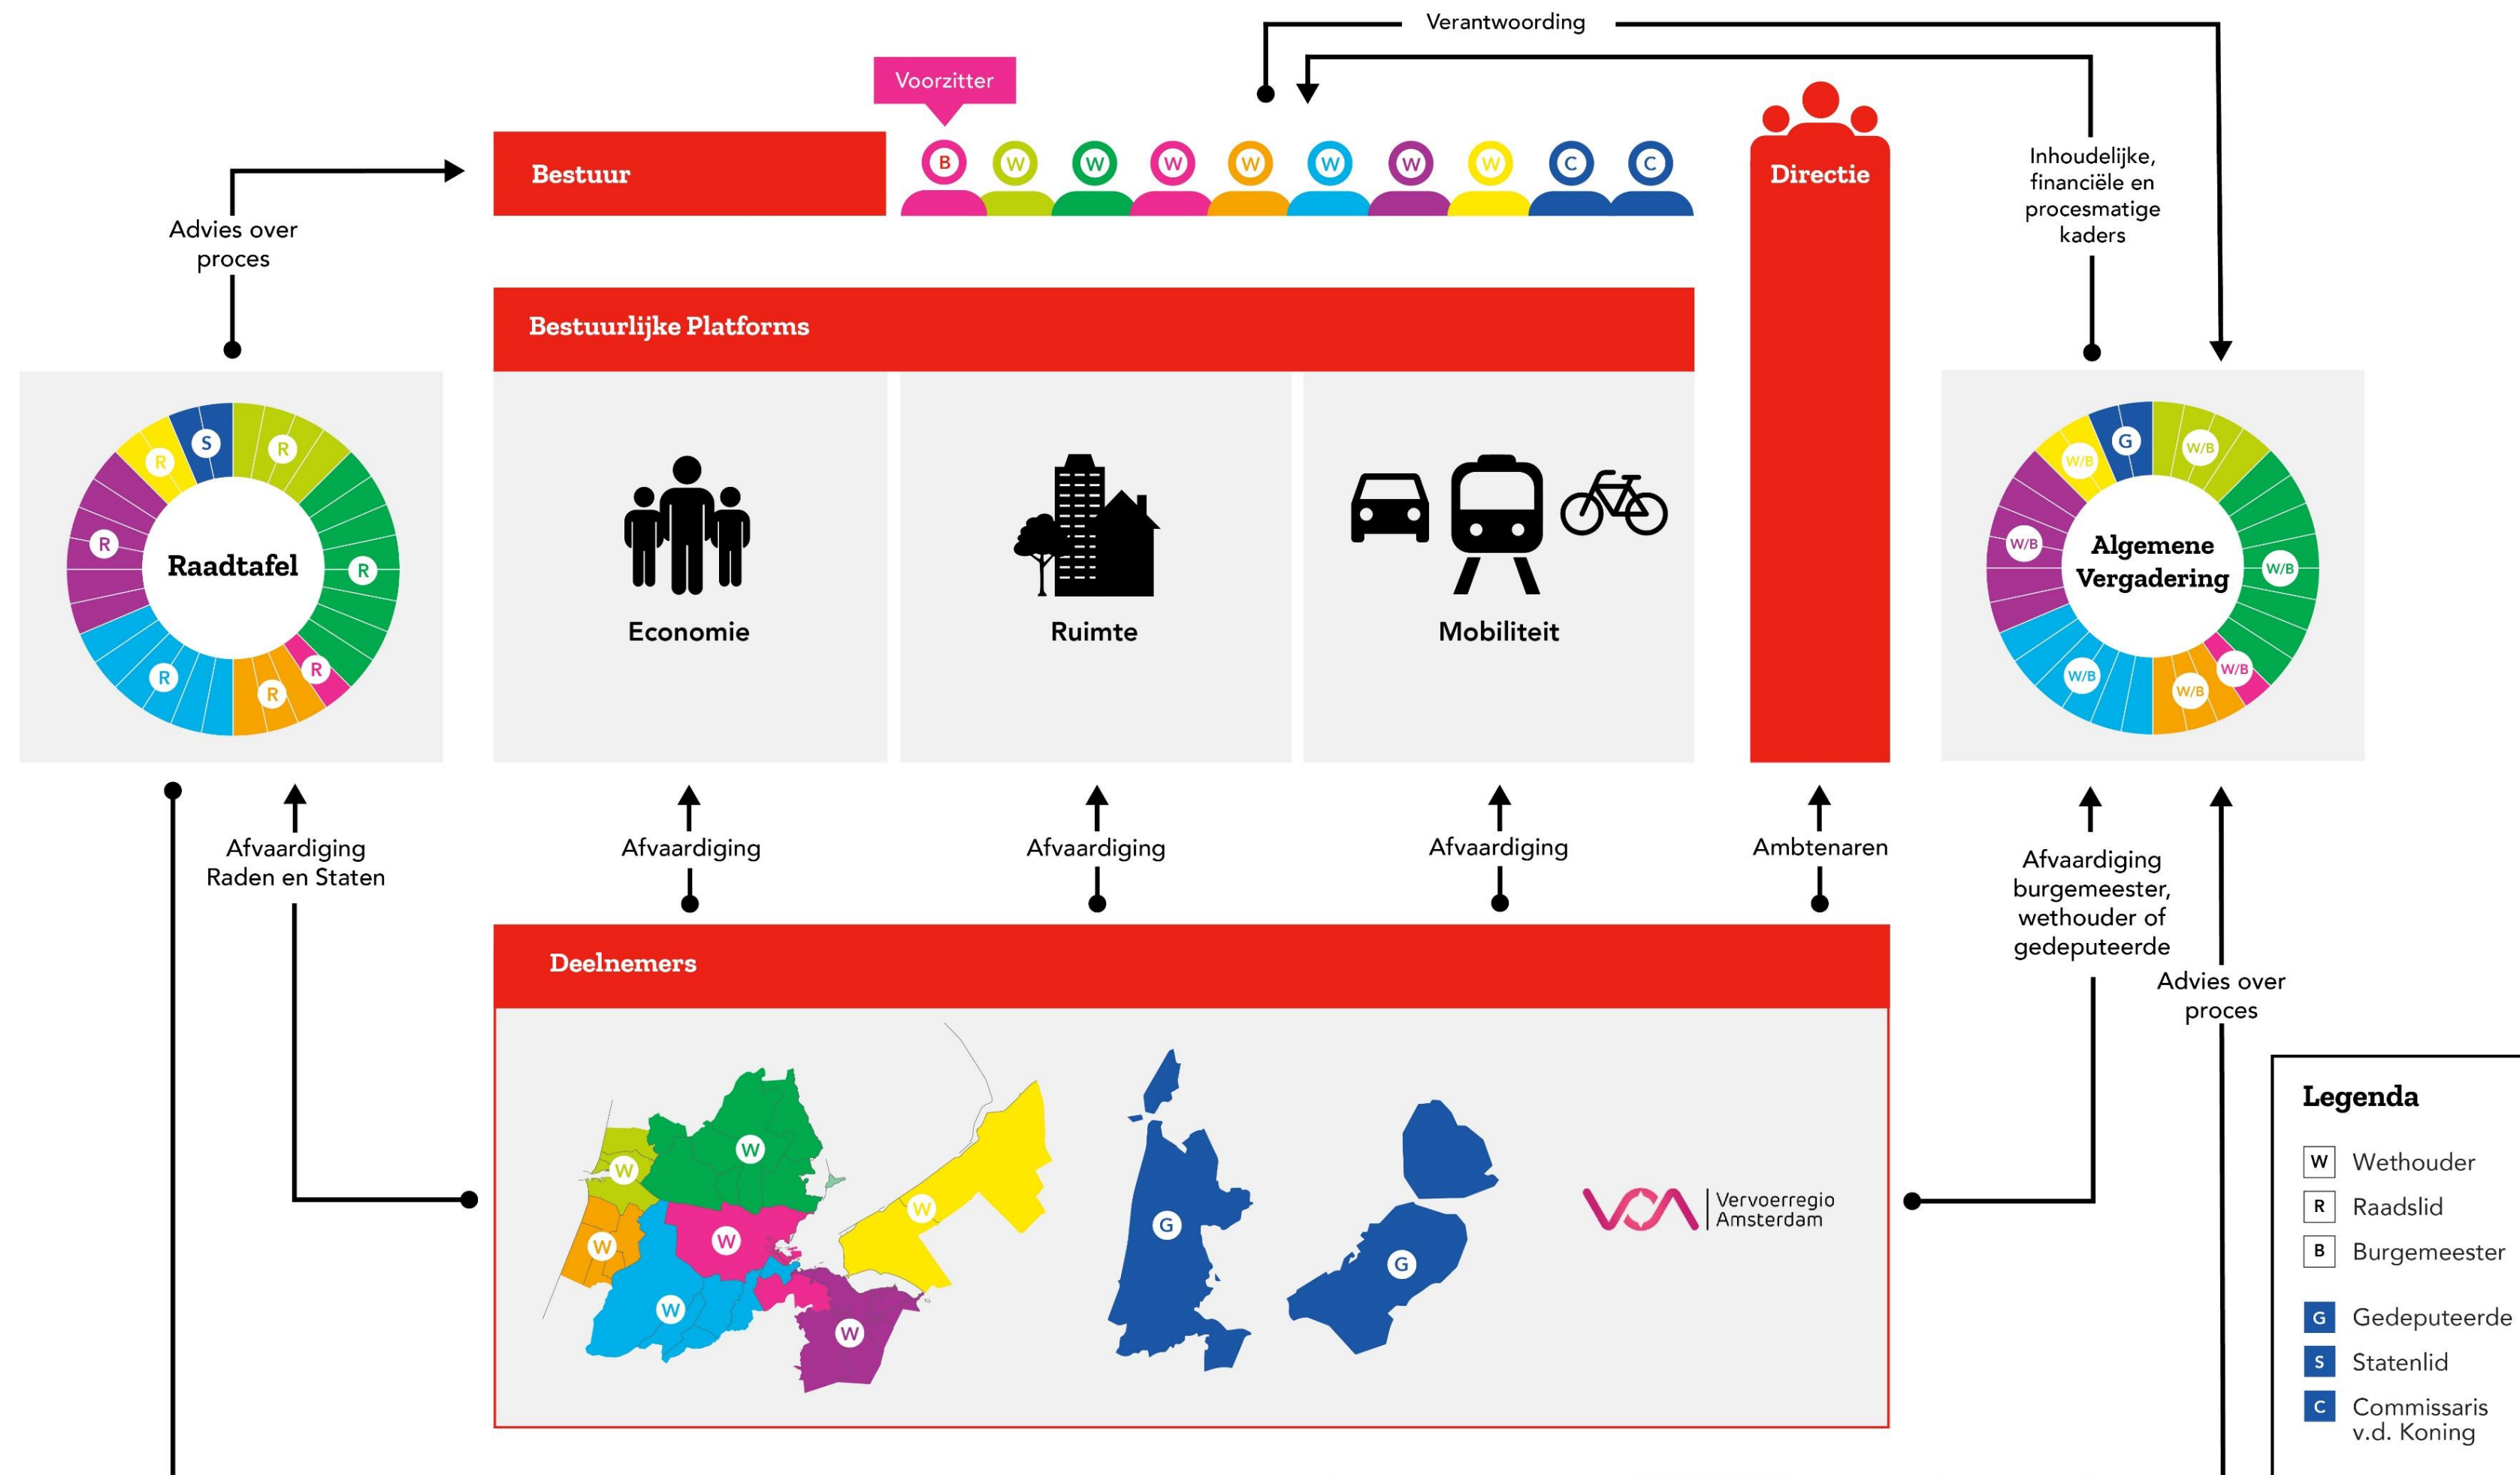 Verantwoording
Voorzitter
Bestuur
B
W
W
W
W
W
W
W
C
C
Directie
Inhoudelijke,
financiële en
procesmatige
kaders
Advies over
proces
Bestuurlijke Platforms
S
R
R
R
R
R
R
R
Raadtafel
Economie
Ruimte
Mobiliteit
G
W/B
W/B
W/B
W/B
W/B
W/B
W/B
Algemene
Vergadering
Afvaardiging
Raden en Staten
Afvaardiging
Afvaardiging
Afvaardiging
Ambtenaren
Afvaardiging
burgemeester,
wethouder of
gedeputeerde
Advies over
proces
Deelnemers
W
W
W
W
W
W
W
G
G
Vervoerregio
Amsterdam
Legenda
W Wethouder
R Raadslid
B Burgemeester
G Gedeputeerde
S Statenlid
C Commissaris
v.d. Koning